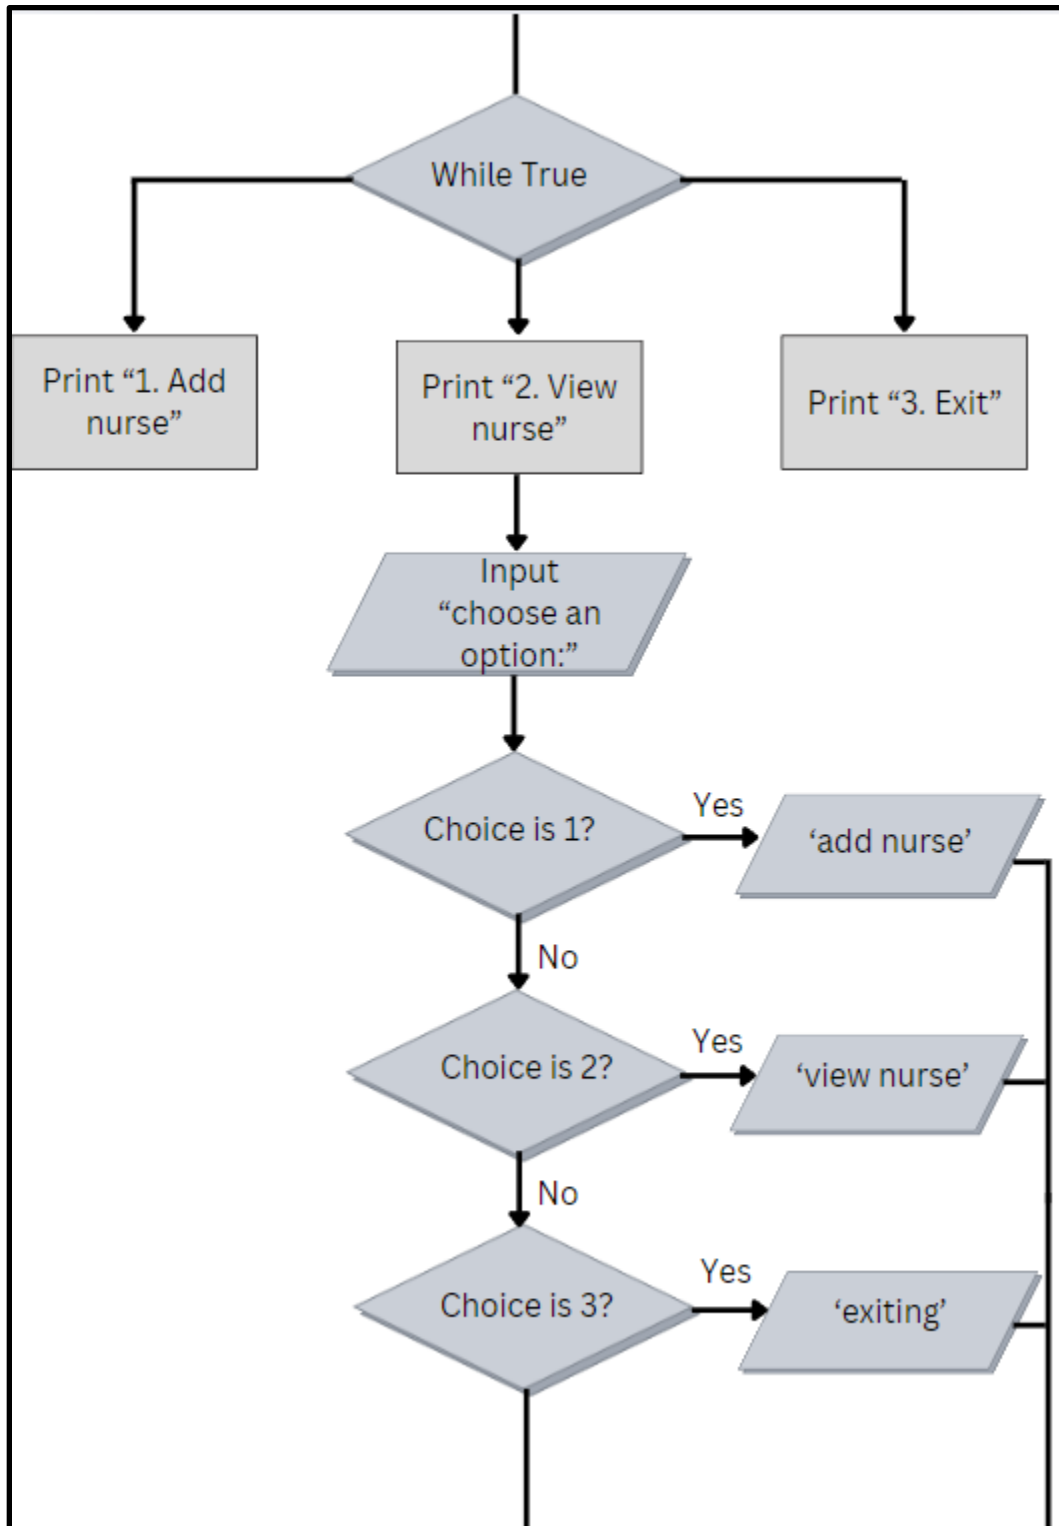 While True
Print “1. Add
nurse”
Print “2. View
nurse”
Print “3. Exit”
Input
“choose an
option:”
Choice is 1?
Yes
‘add nurse’
No
Choice is 2?
Yes
‘view nurse’
No
Choice is 3?
Yes
‘exiting’